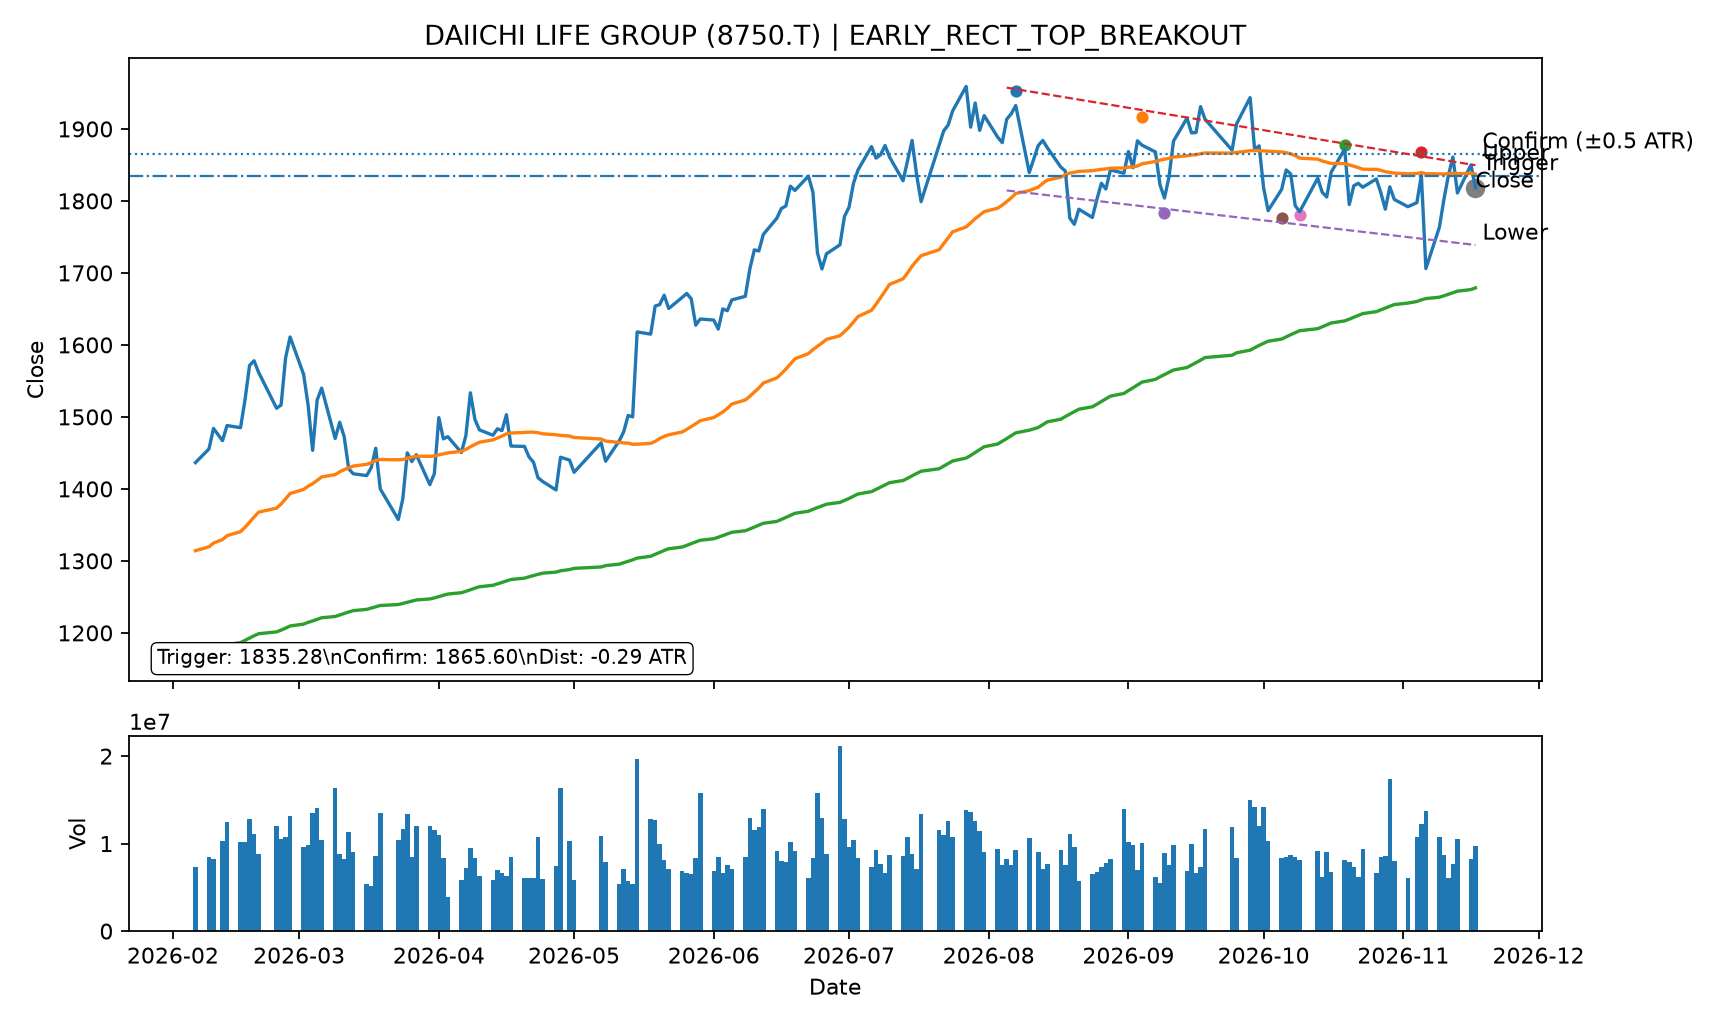 DAIICHI LIFE GROUP (8750.T) | EARLY_RECT_TOP_BREAKOUT
Close
1900
1800
1700
1600
1500
1400
1300
1200
Confirm (±0.5 ATR)
Upper
Trigger
Close
Lower
Trigger: 1835.28\nConfirm: 1865.60\nDist: -0.29 ATR
1e7
Vol
2
1
0
2026-02 2026-03 2026-04 2026-05 2026-06 2026-07 2026-08 2026-09 2026-10 2026-11 2026-12
Date